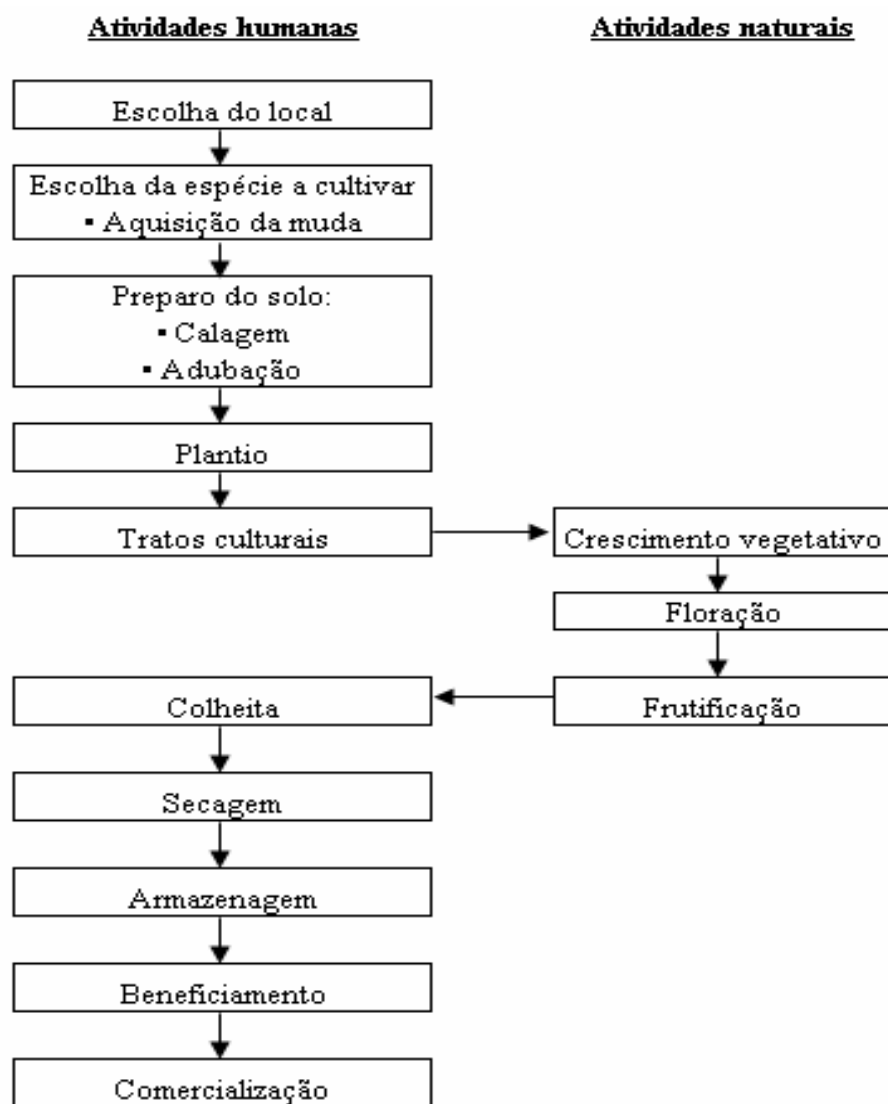 Atividades humanas
Atividades naturais
Escolha do local
Escolha da espécie a cultivar
▪ Aquisição da muda
Preparo do solo:
▪ Calagem
▪ Adubação
Plantio
Tratos culturais
Crescimento vegetativo
Floração
Frutificação
Colheita
Secagem
Armazenagem
Beneficiamento
Comercialização